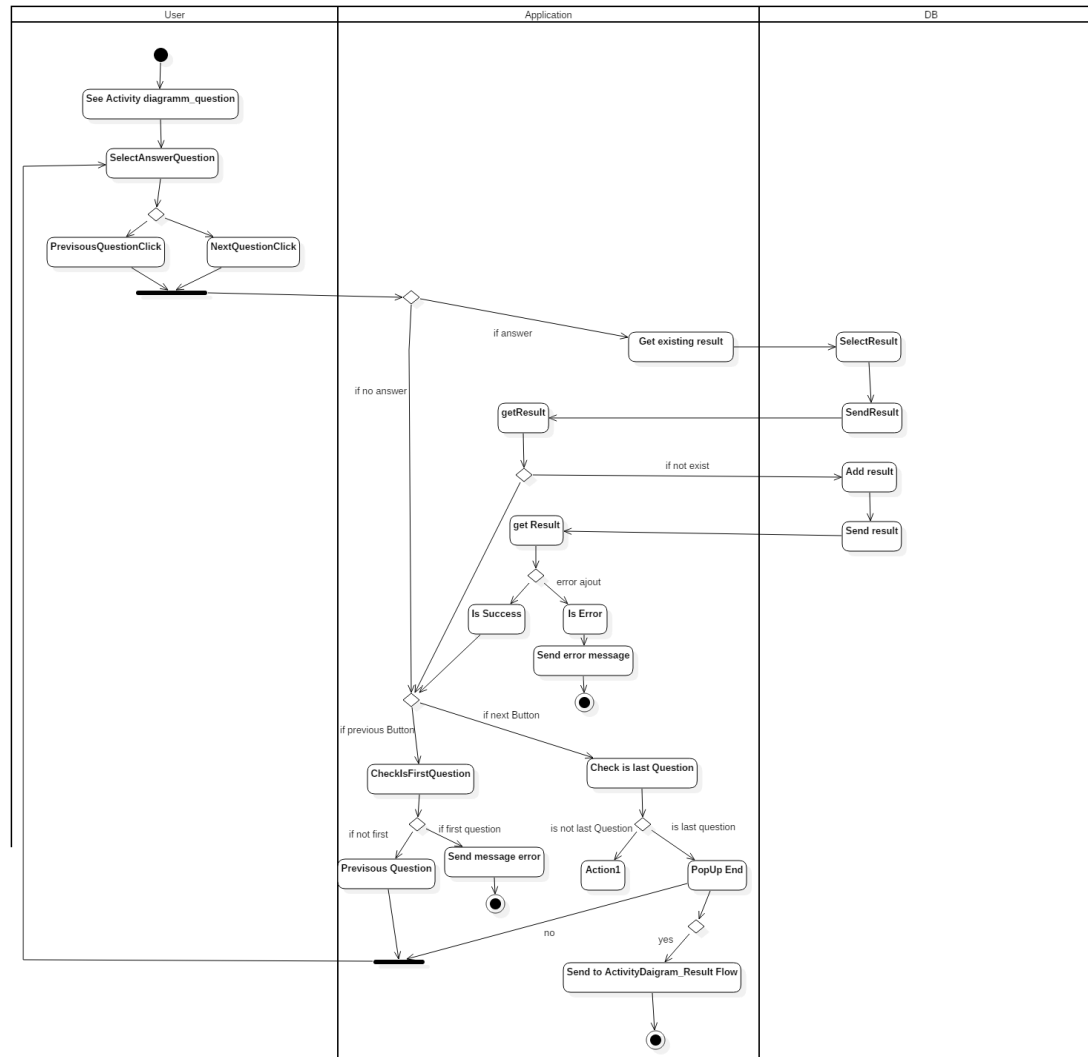 User
Application
DB
See Activity diagramm_question
SelectAnswerQuestion
PrevisousQuestionClick
NextQuestionClick
if answer
Get existing result
SelectResult
if no answer
getResult
SendResult
if not exist
Add result
get Result
Send result
error ajout
Is Success
Is Error
Send error message
if previous Button
if next Button
CheckIsFirstQuestion
Check is last Question
if not first
if first question
is not last Question
is last question
Previsous Question
Send message error
Action1
PopUp End
no
yes
Send to ActivityDaigram_Result Flow